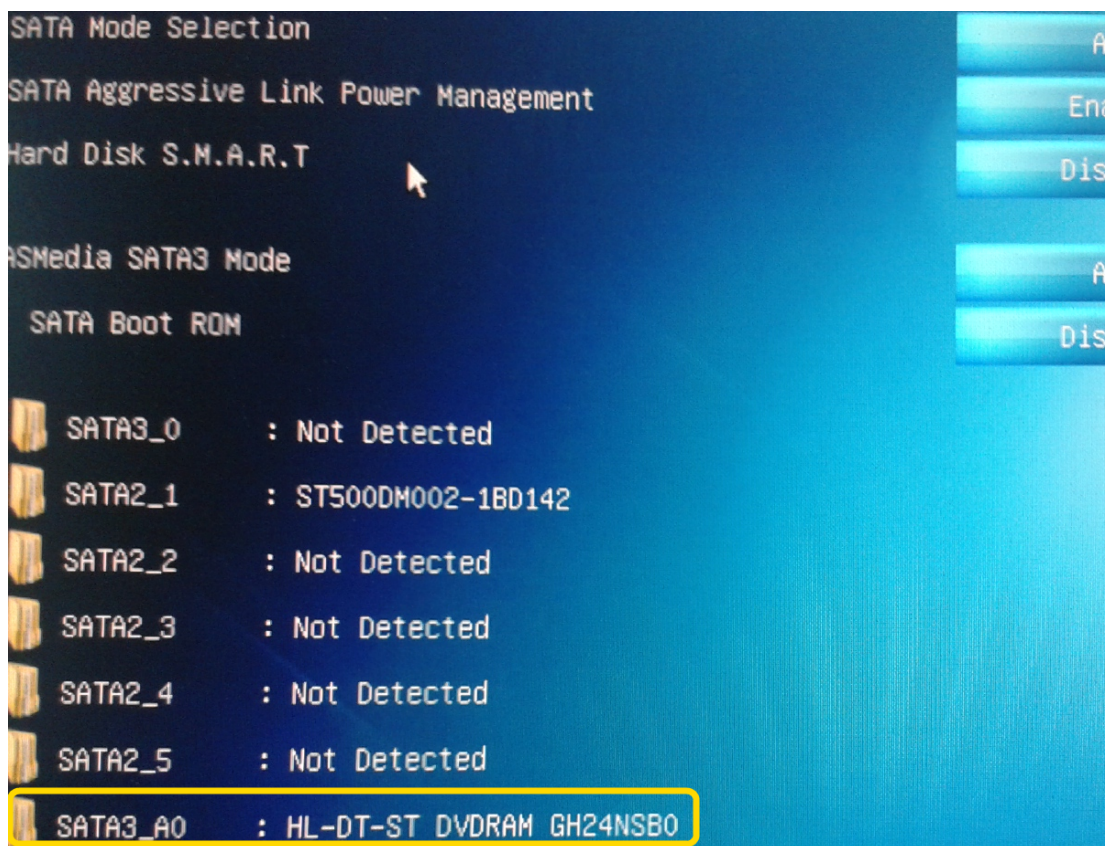 SATA Mode Selection
SATA Aggressive Link Power Management
Hard Disk S.M.A.R.T
ASMedia SATA3 Mode
SATA Boot ROM
SATA3_0 : Not Detected
SATA2_1 : ST500DM002-1BD142
SATA2_2 : Not Detected
SATA2_3 : Not Detected
SATA2_4 : Not Detected
SATA2_5 : Not Detected
SATA3_A0 : HL-DT-ST DVDRAM GH24NSB0